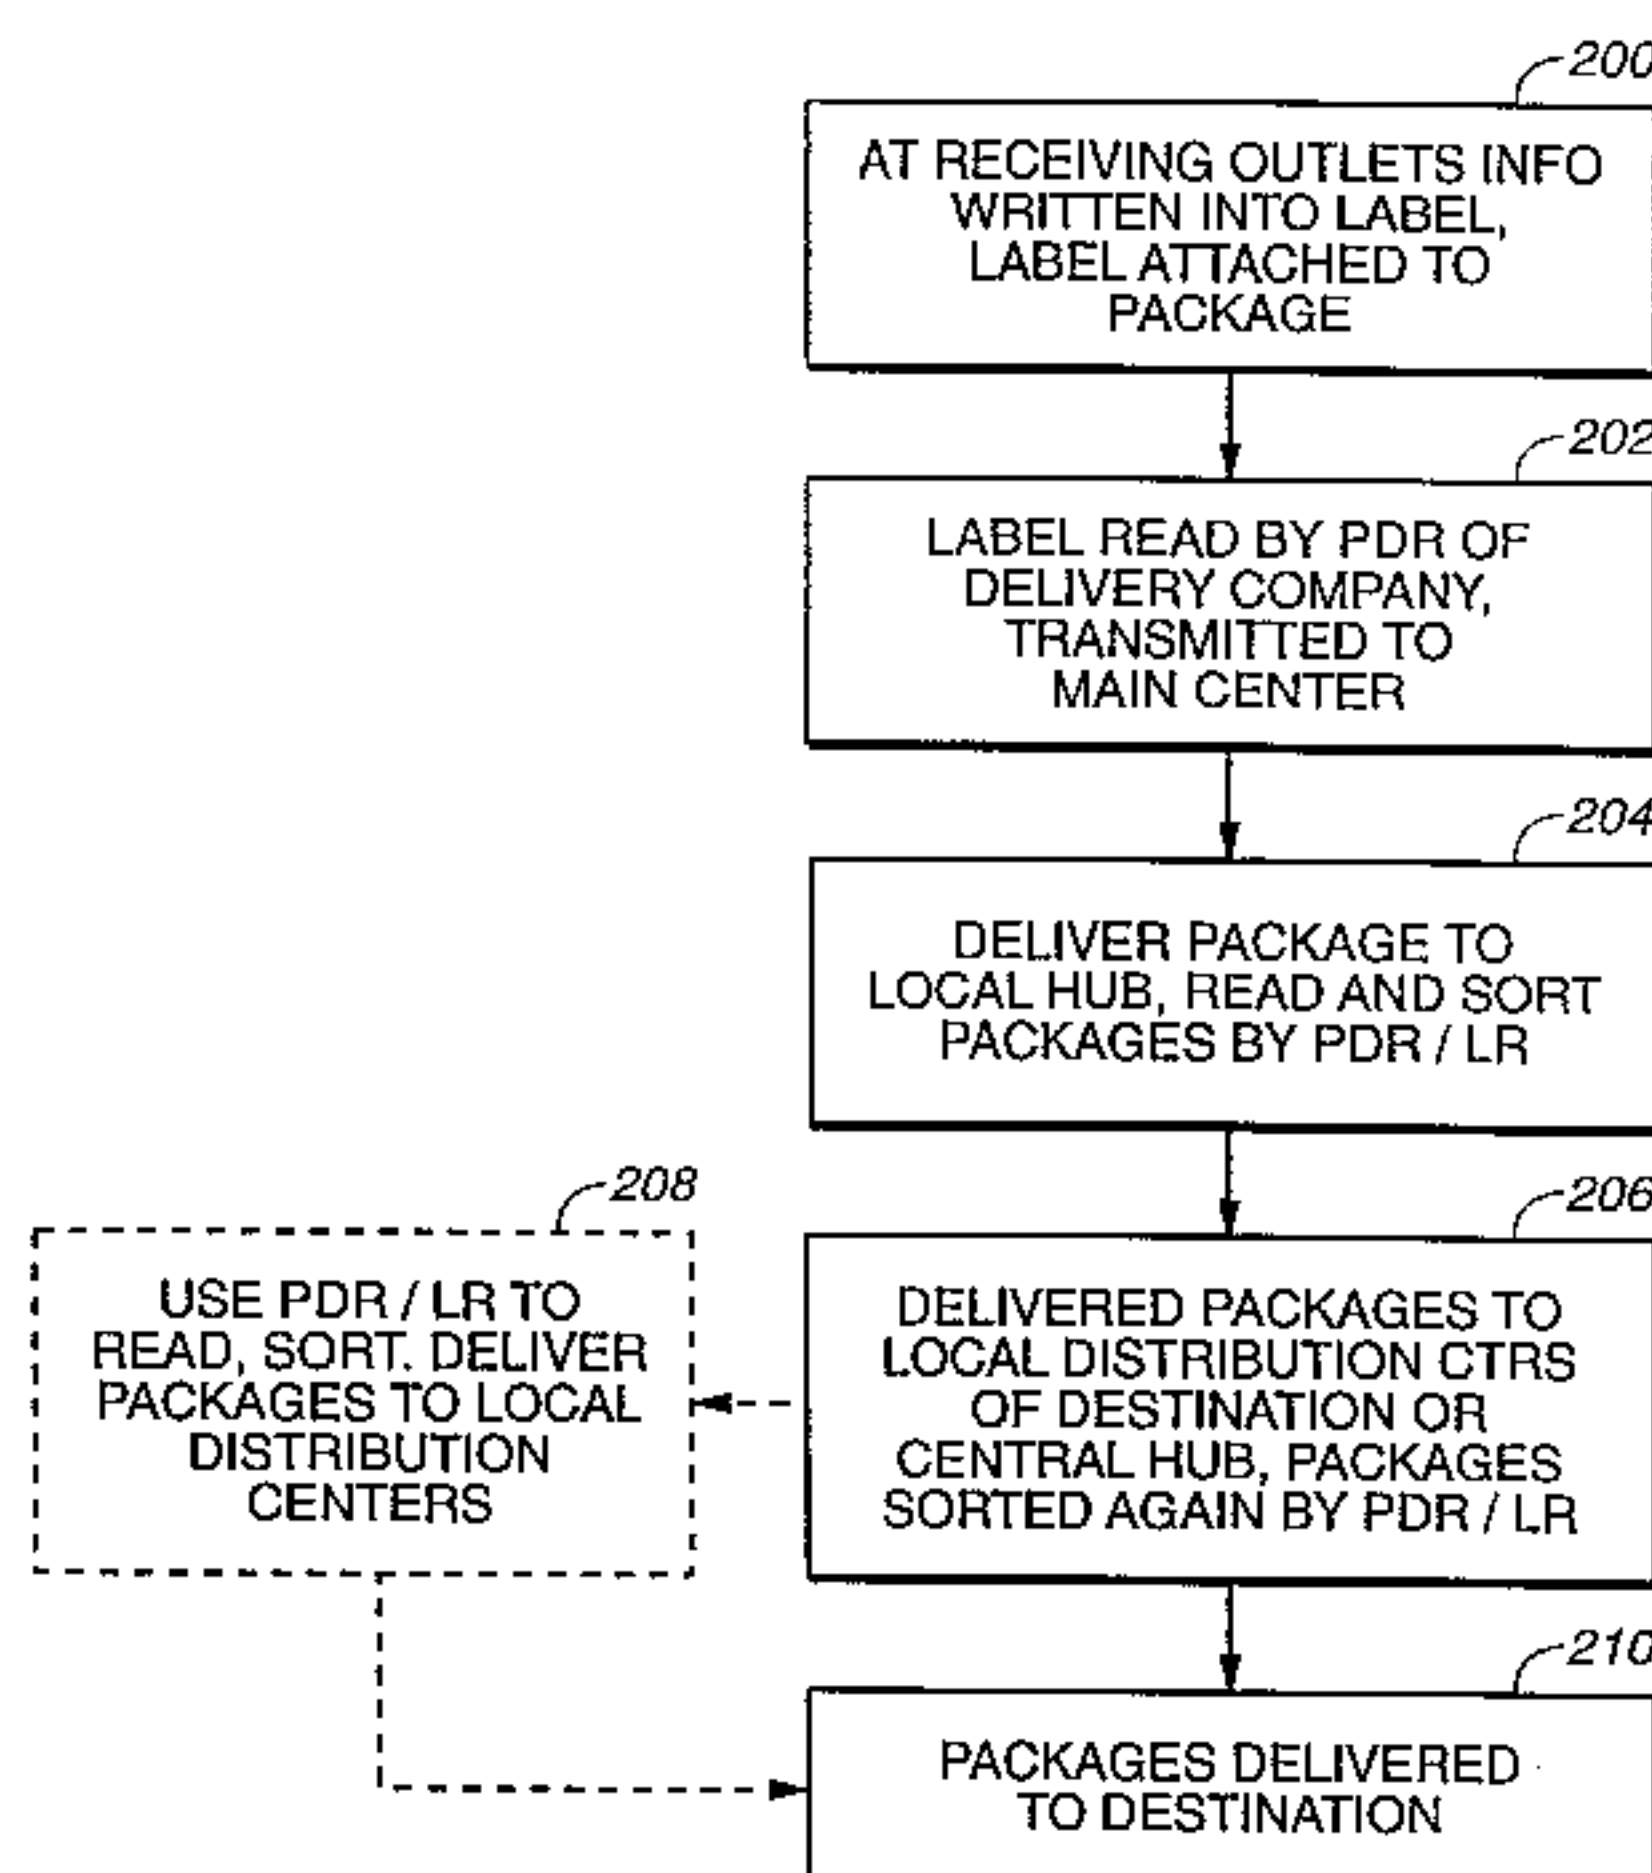 200
AT RECEIVING OUTLETS INFO
WRITTEN INTO LABEL,
LABEL ATTACHED TO
PACKAGE
202
LABEL READ BY PDR OF
DELIVERY COMPANY,
TRANSMITTED TO
MAIN CENTER
204
DELIVER PACKAGE TO
LOCAL HUB, READ AND SORT
PACKAGES BY PDR / LR
206
DELIVERED PACKAGES TO
LOCAL DISTRIBUTION CTRS
OF DESTINATION OR
CENTRAL HUB, PACKAGES
SORTED AGAIN BY PDR / LR
208
USE PDR / LR TO
READ, SORT. DELIVER
PACKAGES TO LOCAL
DISTRIBUTION
CENTERS
210
PACKAGES DELIVERED
TO DESTINATION